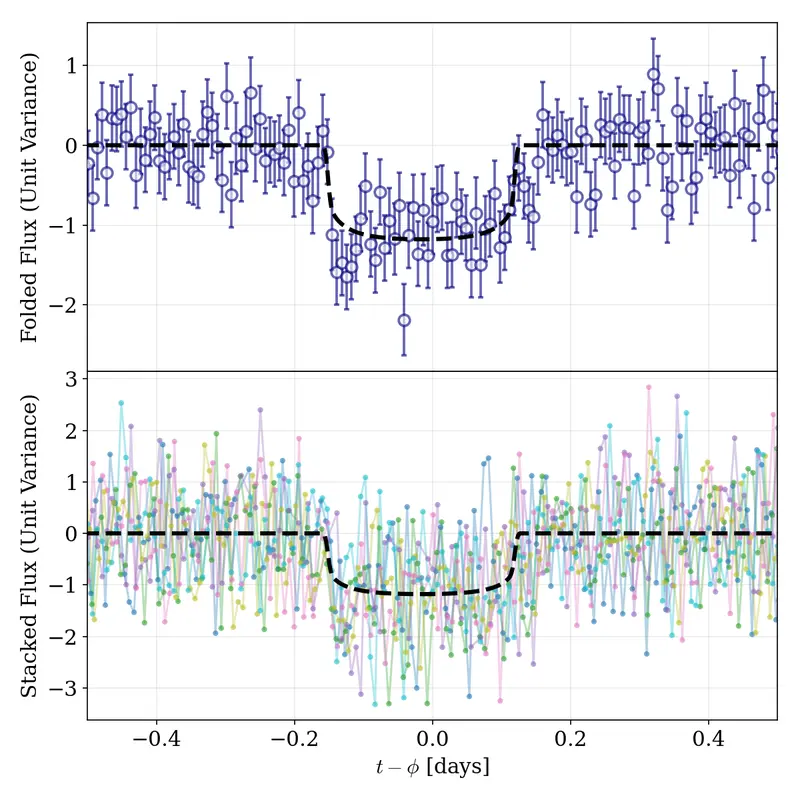 Folded Flux (Unit Variance)
1
0
−1
−2
Stacked Flux (Unit Variance)
3
2
1
0
−1
−2
−3
−0.4 −0.2 0.0 0.2 0.4
t − ϕ [days]